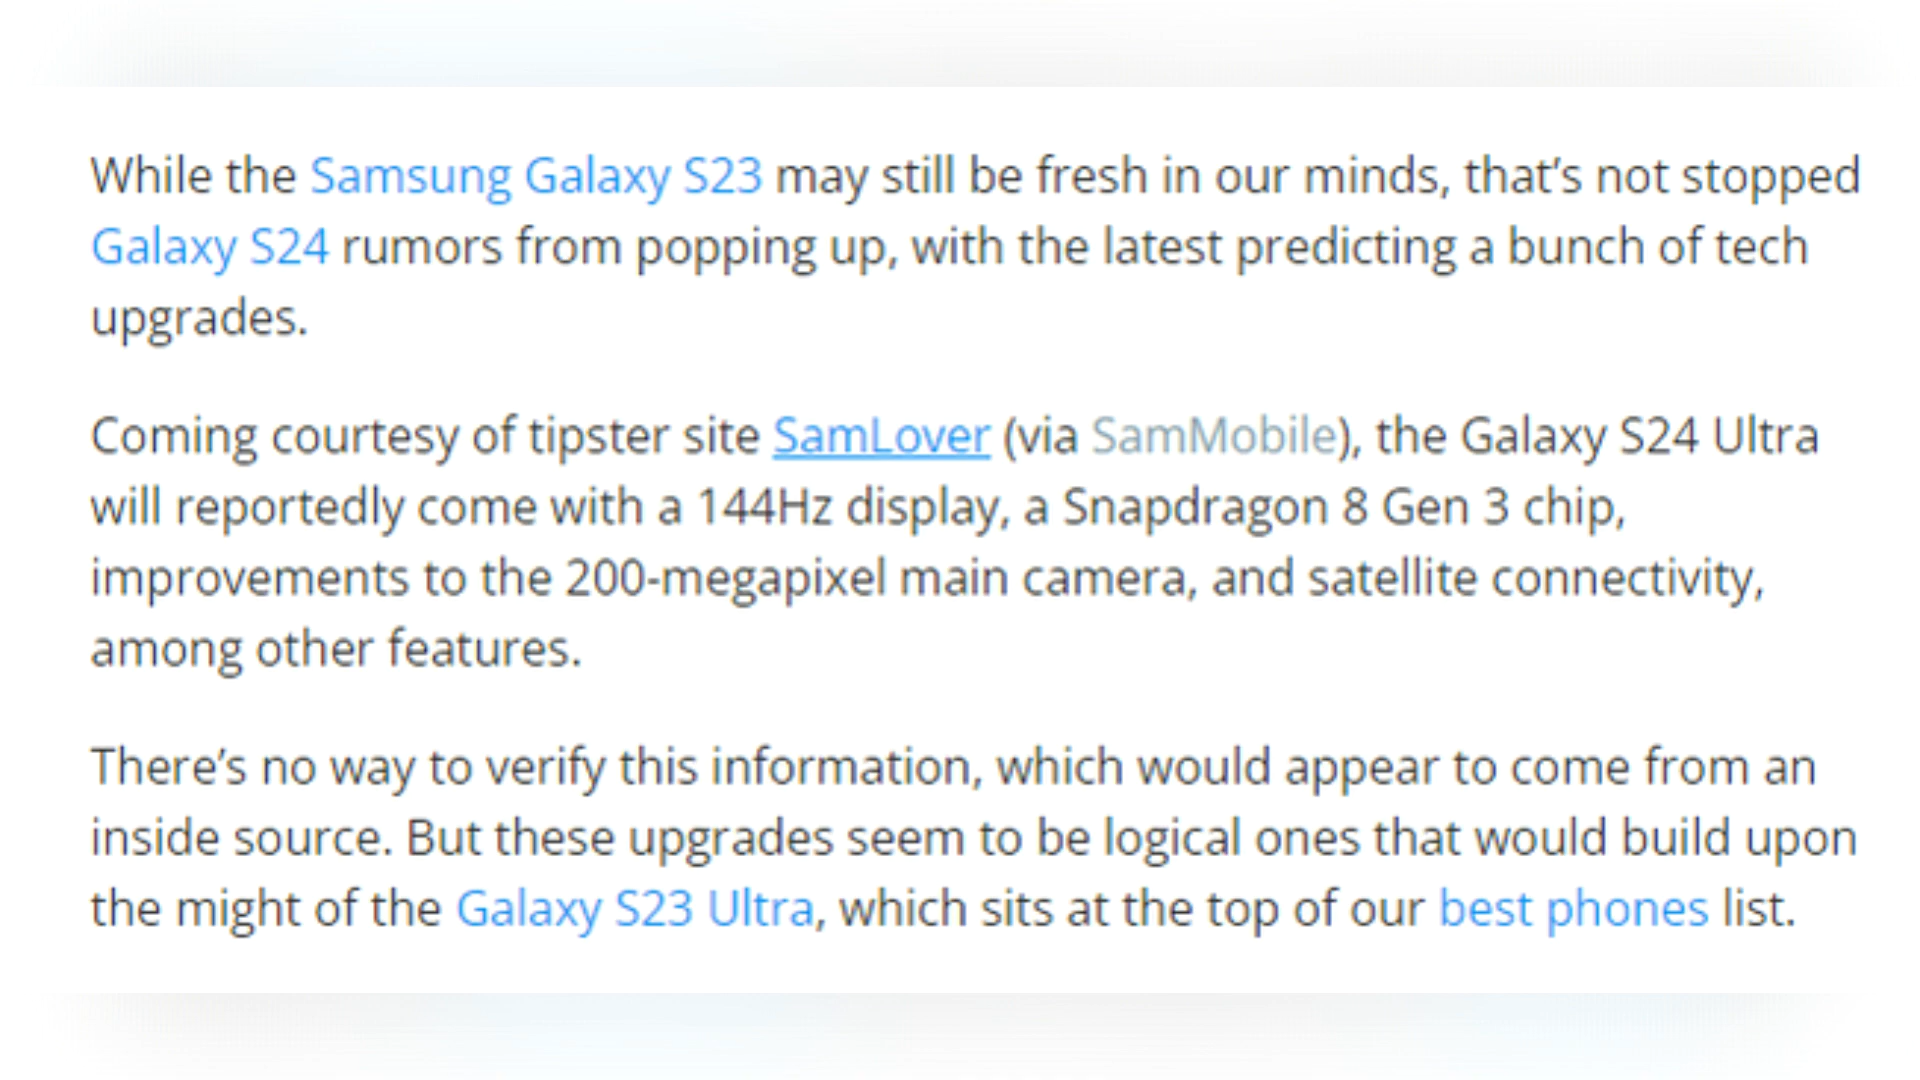 While the Samsung Galaxy S23 may still be fresh in our minds, that’s not stopped
Galaxy S24 rumors from popping up, with the latest predicting a bunch of tech
upgrades.
Coming courtesy of tipster site SamLover (via SamMobile), the Galaxy S24 Ultra
will reportedly come with a 144Hz display, a Snapdragon 8 Gen 3 chip,
improvements to the 200-megapixel main camera, and satellite connectivity,
among other features.
There’s no way to verify this information, which would appear to come from an
inside source. But these upgrades seem to be logical ones that would build upon
the might of the Galaxy S23 Ultra, which sits at the top of our best phones list.